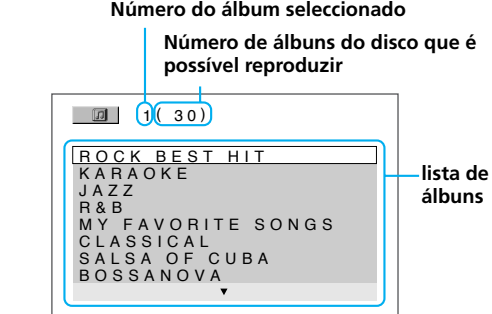 Número do álbum seleccionado
Número de álbuns do disco que é
possível reproduzir
1( 30)
ROCK BEST HIT
KARAOKE
JAZZ
R&B
MY FAVORITE SONGS
CLASSICAL
SALSA OF CUBA
BOSSANOVA
lista de
álbuns